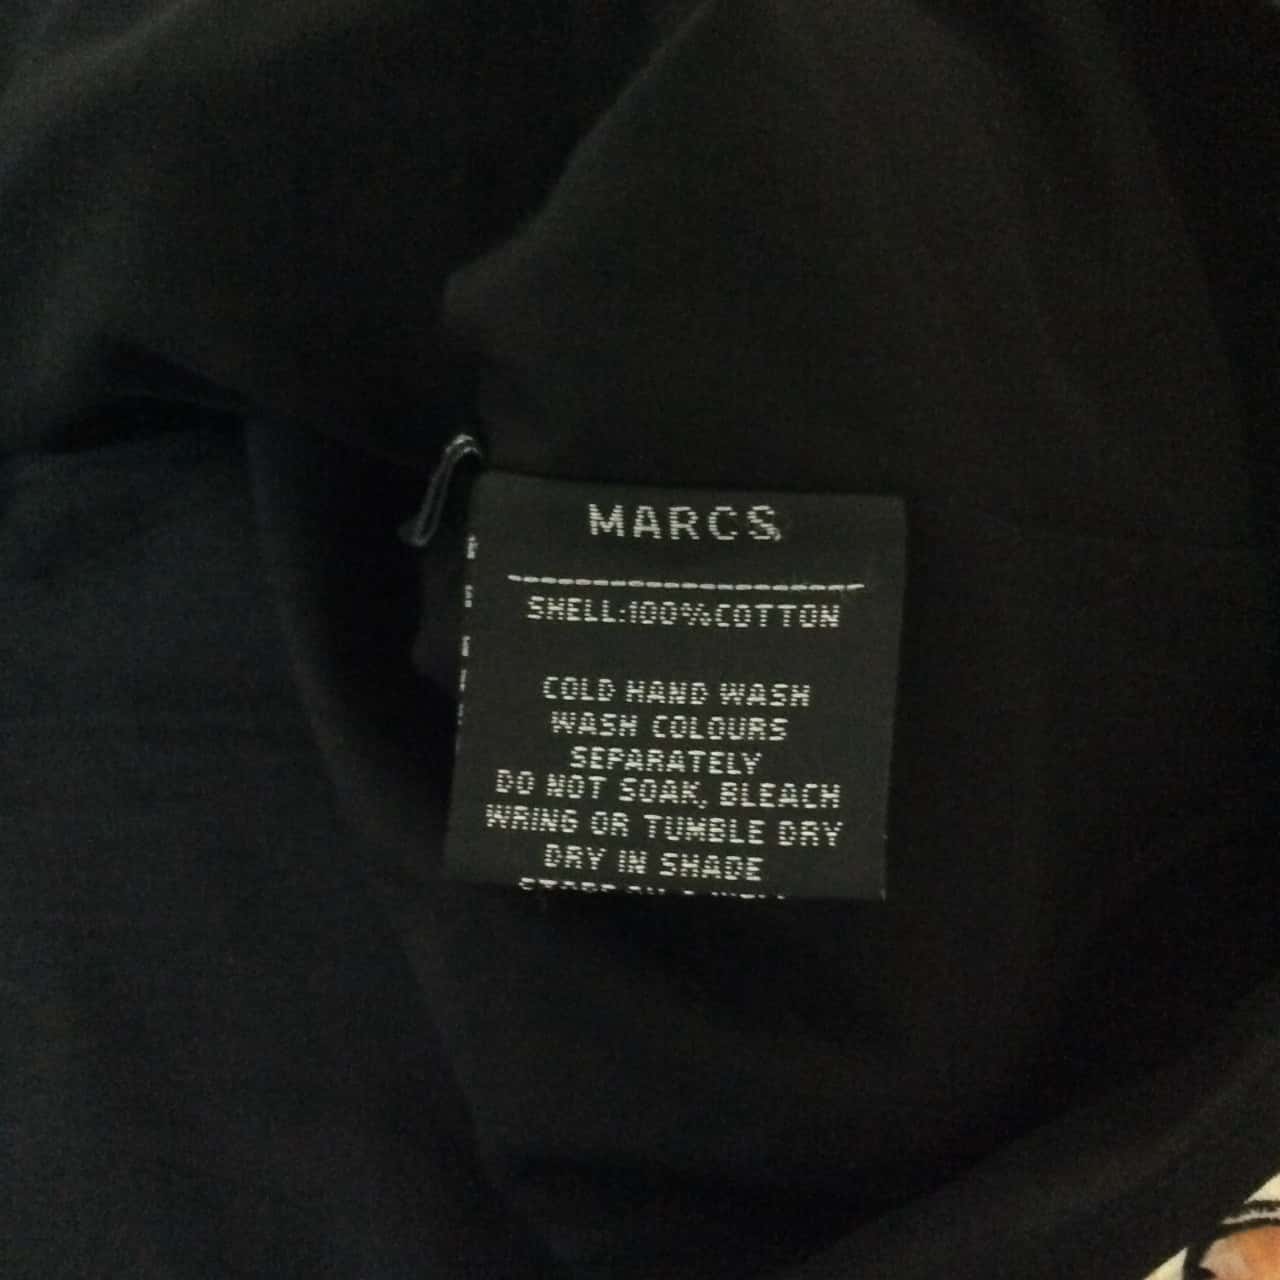 MARCS
SHELL:100%COTTON
COLD HAND WASH
WASH COLOURS
SEPARATELY
DO NOT SOAK, BLEACH
WRING OR TUMBLE DRY
DRY IN SHADE